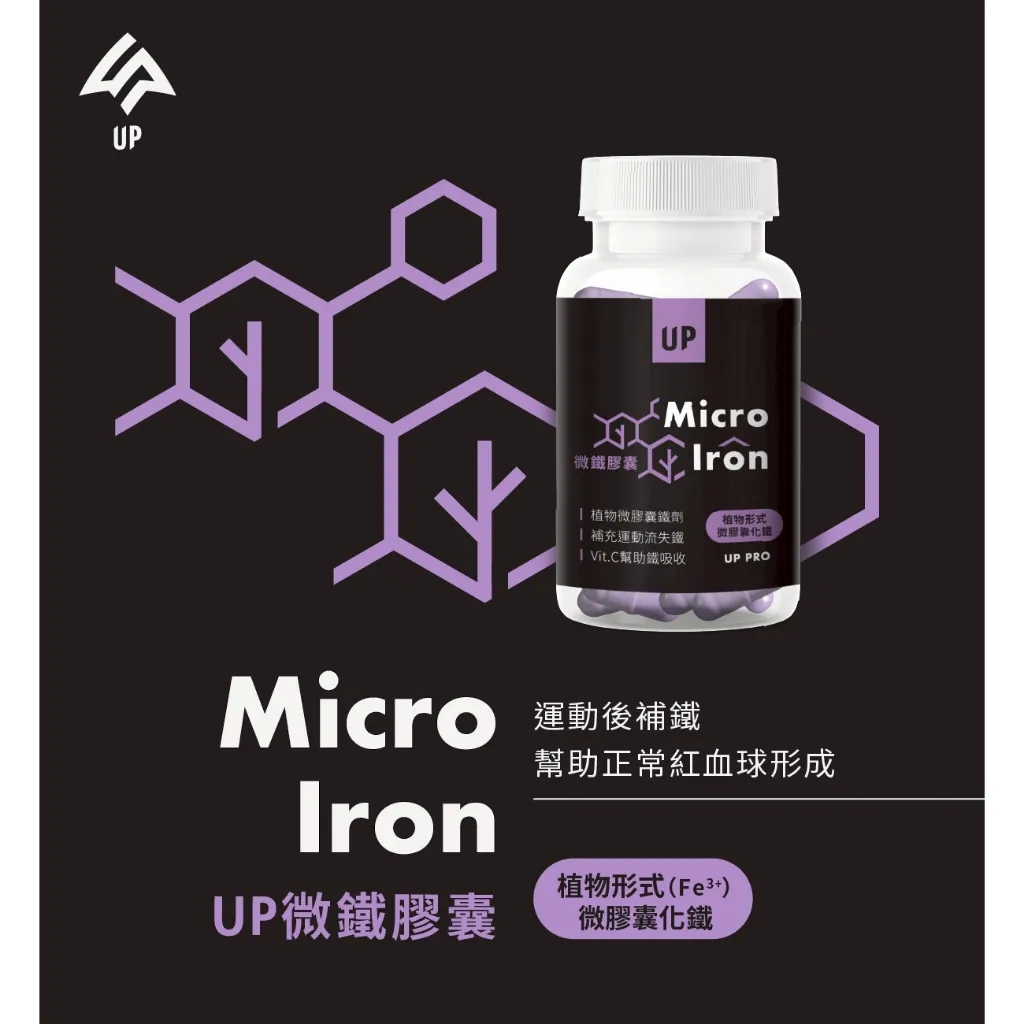 UP
UP
Micro
Iron
微鐵膠囊
植物微膠囊鐵劑
補充運動流失鐵
Vit.C幫助鐵吸收
植物形式
微膠囊化鐵
UP PRO
Micro
Iron
UP微鐵膠囊
運動後補鐵
幫助正常紅血球形成
植物形式(Fe³⁺)
微膠囊化鐵